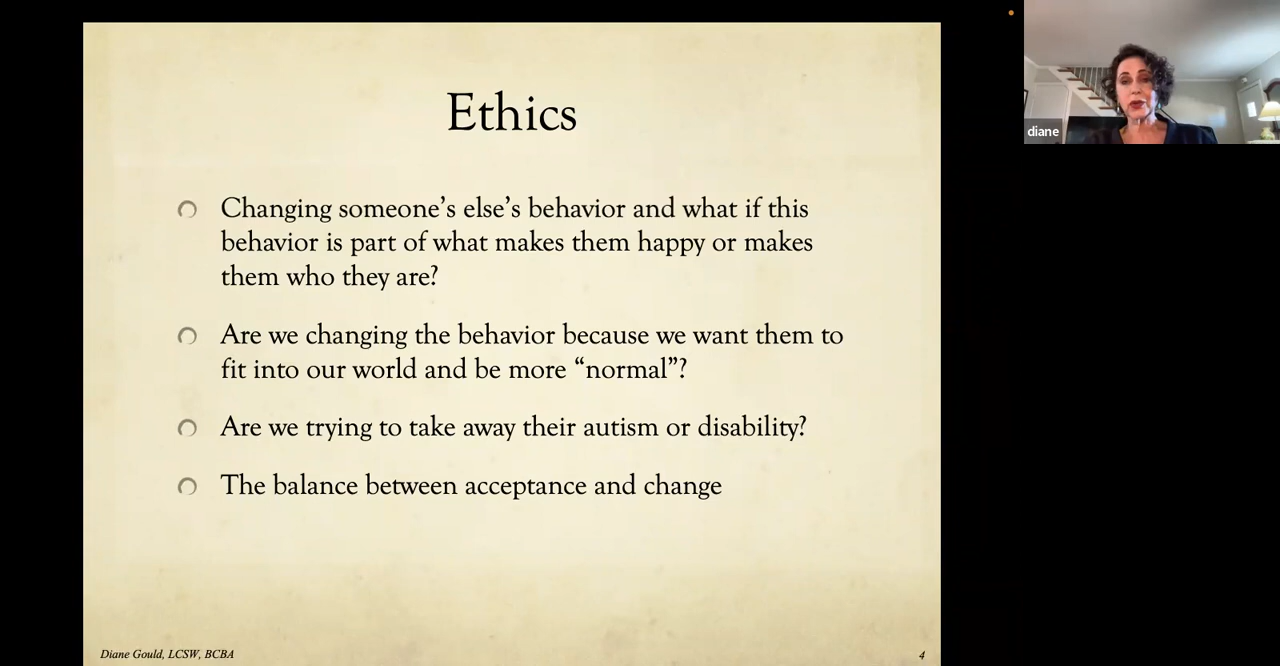 Ethics
Changing someone's else's behavior and what if this
behavior is part of what makes them happy or makes
them who they are?
Are we changing the behavior because we want them to
fit into our world and be more “normal”?
Are we trying to take away their autism or disability?
The balance between acceptance and change
Diane Gould, LCSW, BCBA
4
diane